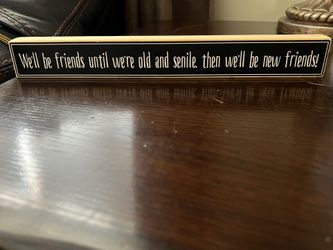 We'll be friends until we're old and senile, then we'll be new friends!